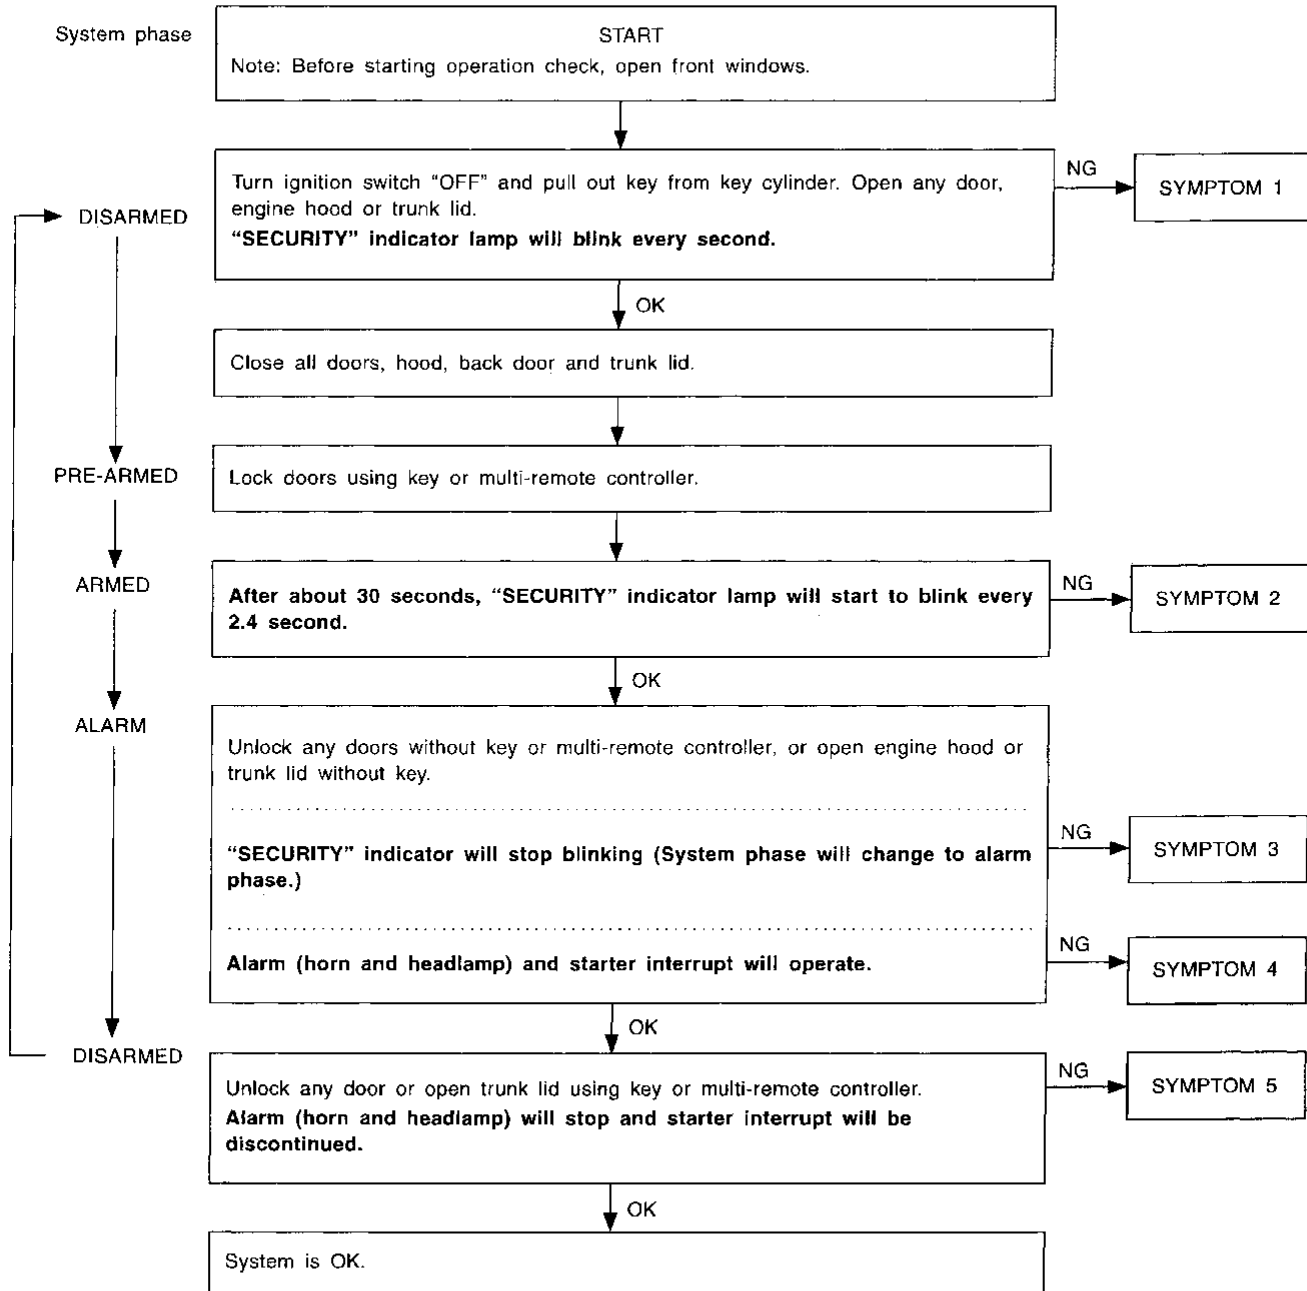 System phase
START
Note: Before starting operation check, open front windows.
Turn ignition switch “OFF” and pull out key from key cylinder. Open any door,
engine hood or trunk lid.
“SECURITY” indicator lamp will blink every second.
NG
SYMPTOM 1
DISARMED
OK
Close all doors, hood, back door and trunk lid.
PRE-ARMED
Lock doors using key or multi-remote controller.
ARMED
After about 30 seconds, “SECURITY” indicator lamp will start to blink every
2.4 second.
NG
SYMPTOM 2
OK
ALARM
Unlock any doors without key or multi-remote controller, or open engine hood or
trunk lid without key.
“SECURITY” indicator will stop blinking (System phase will change to alarm
phase.)
NG
SYMPTOM 3
Alarm (horn and headlamp) and starter interrupt will operate.
NG
SYMPTOM 4
OK
DISARMED
Unlock any door or open trunk lid using key or multi-remote controller.
Alarm (horn and headlamp) will stop and starter interrupt will be
discontinued.
NG
SYMPTOM 5
OK
System is OK.